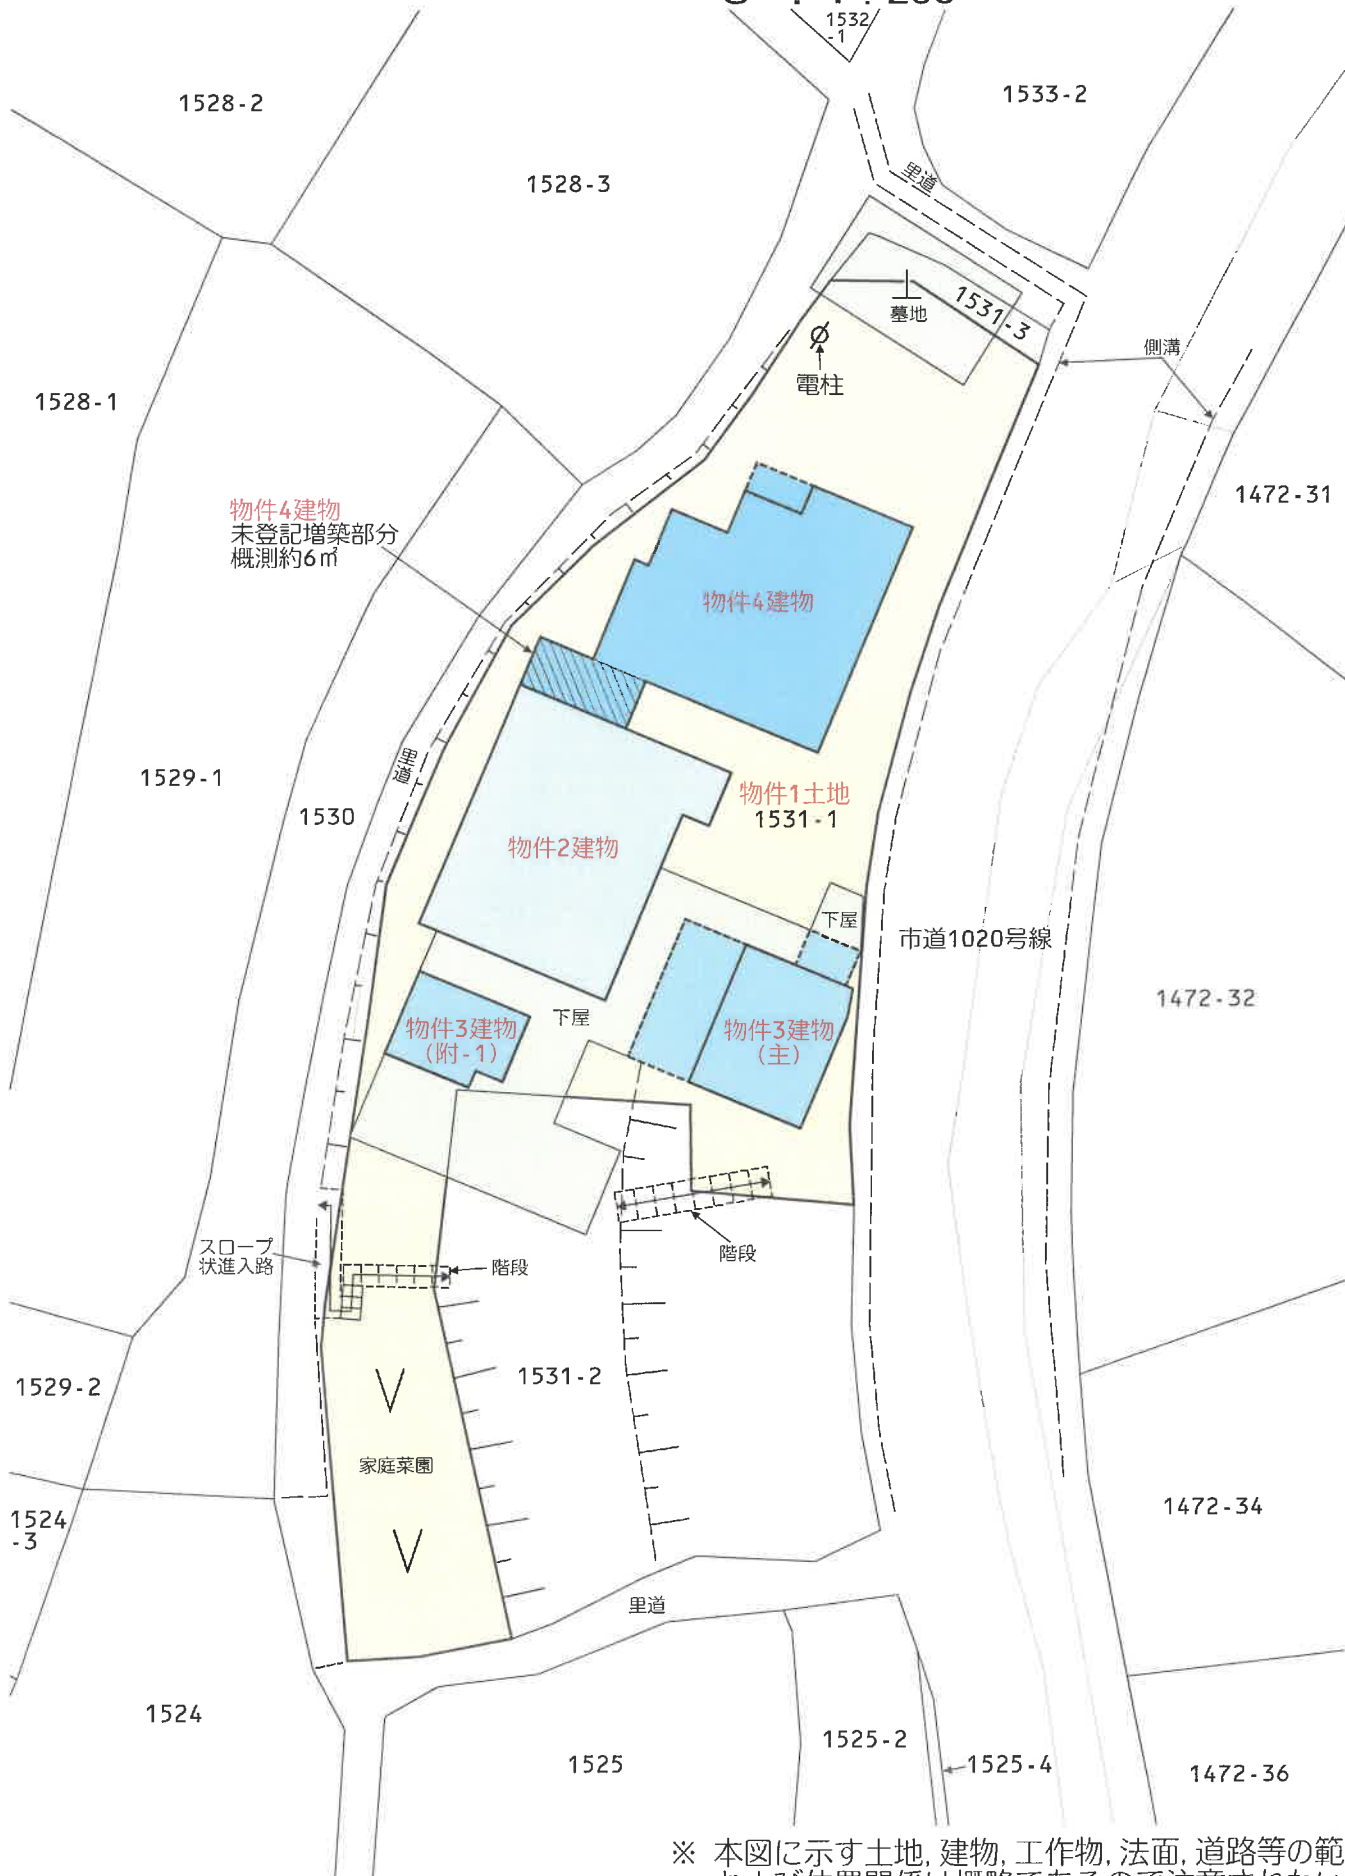 1532
-1
1528-2
1533-2
1528-3
里道
1531-3
墓地
側溝
電柱
1528-1
1472-31
物件4建物
未登記増築部分
概測約6㎡
物件4建物
里道
1529-1
物件1土地
1531-1
1530
物件2建物
下屋
市道1020号線
1472-32
下屋
物件3建物
(附-1)
物件3建物
(主)
スロープ
状進入路
階段
階段
1529-2
1531-2
家庭菜園
1472-34
1524
-3
里道
1524
1525-2
1525
1525-4
1472-36
※ 本図に示す土地, 建物, 工作物, 法面, 道路等の範